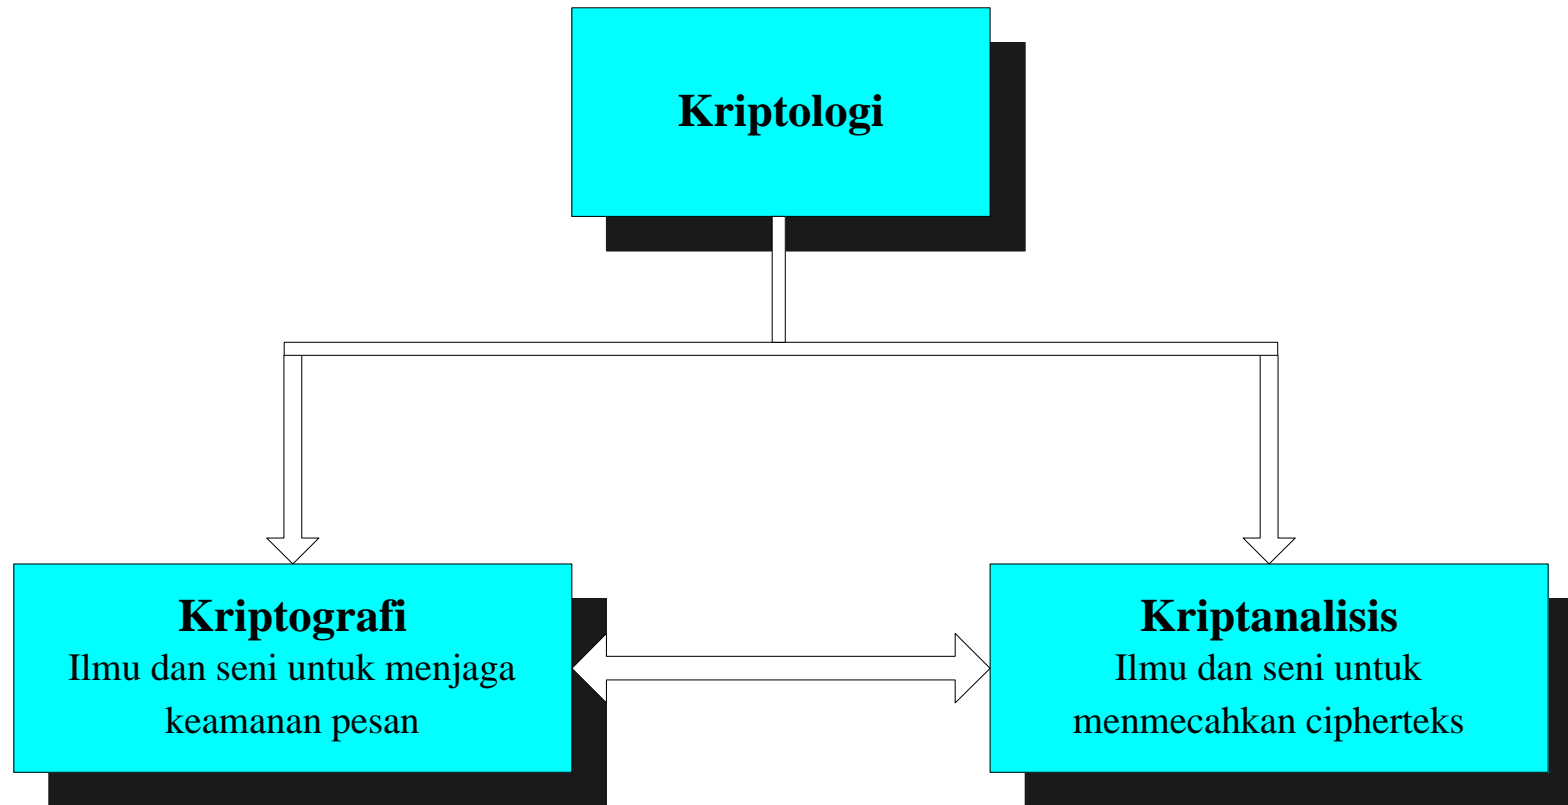 Kriptologi
Kriptografi
Ilmu dan seni untuk menjaga
keamanan pesan
Kriptanalisis
Ilmu dan seni untuk
menmecahkan cipherteks